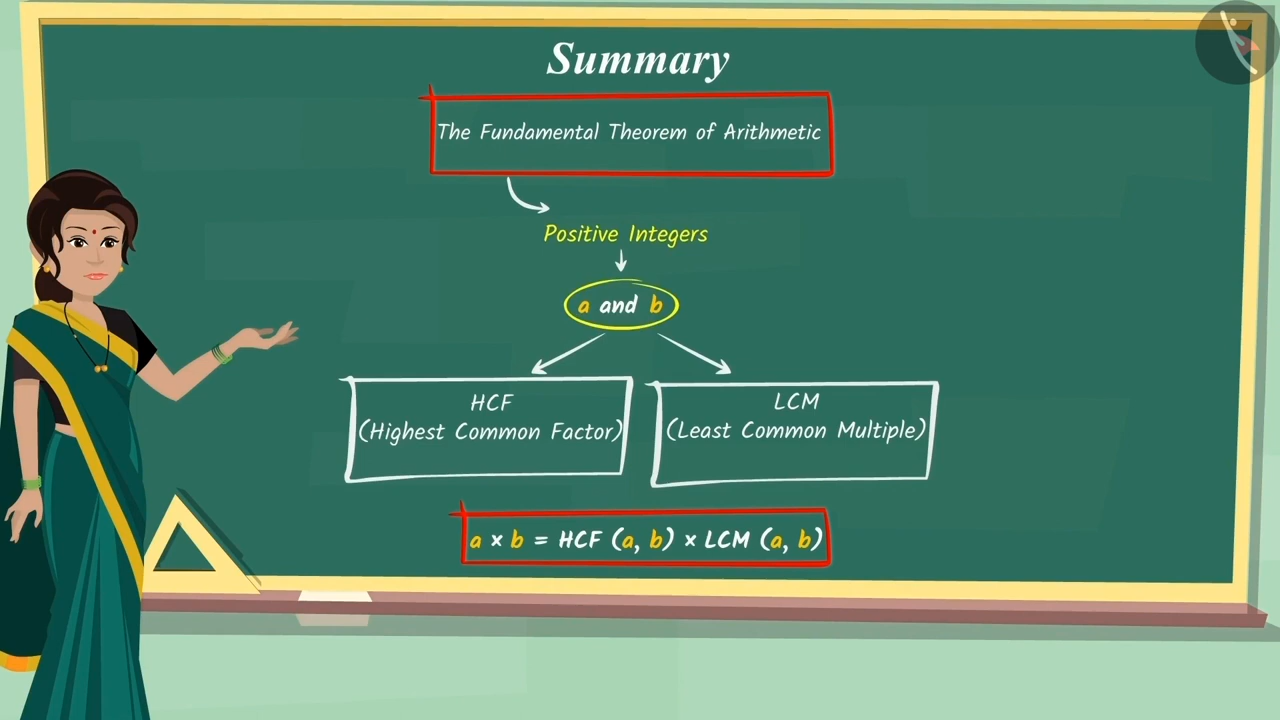 Summary
The Fundamental Theorem of Arithmetic
Positive Integers
a and b
HCF
(Highest Common Factor)
LCM
(Least Common Multiple)
a × b = HCF (a, b) × LCM (a, b)